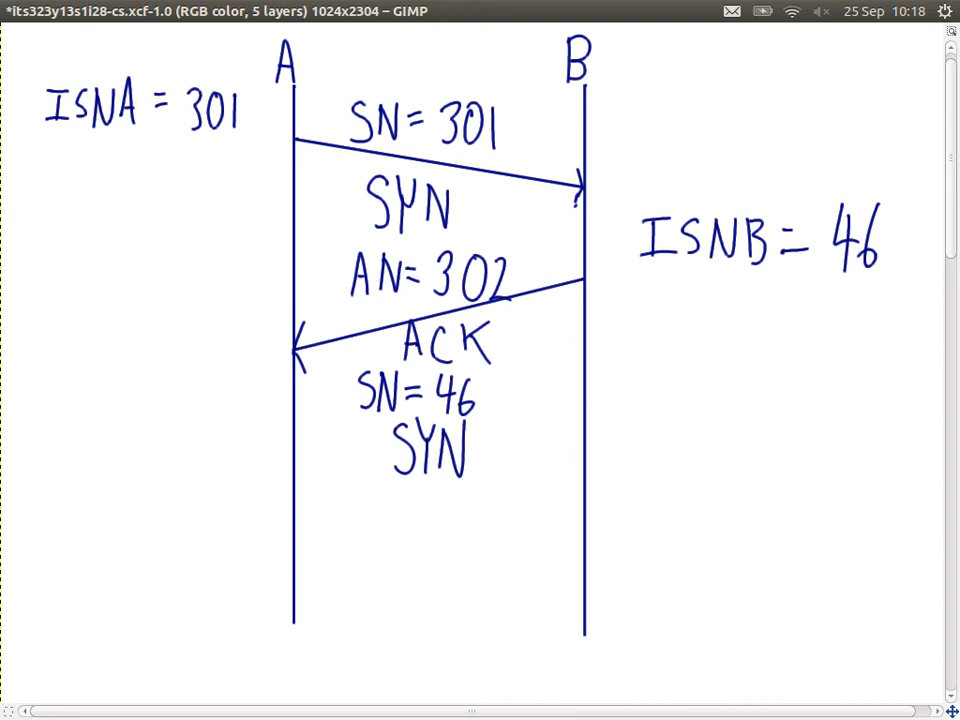 *its323y13s1i28-cs.xcf-1.0 (RGB color, 5 layers) 1024x2304 – GIMP
25 Sep 10:18
A
B
ISNA = 301
SN = 301
SYN
ISNB = 46
AN = 302
ACK
SN = 46
SYN